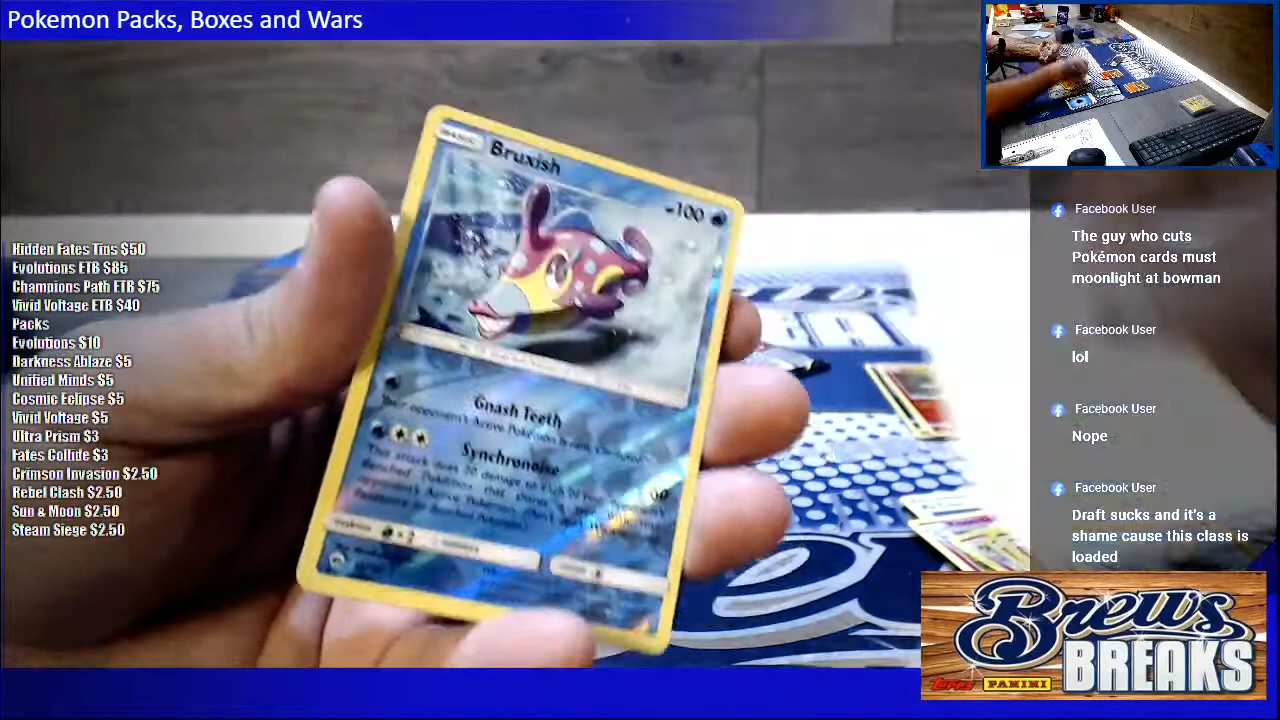 Pokemon Packs, Boxes and Wars
Hidden Fates Tins $50
Evolutions ETB $85
Champions Path ETB $75
Vivid Voltage ETB $40
Packs
Evolutions $10
Darkness Ablaze $5
Unified Minds $5
Cosmic Eclipse $5
Vivid Voltage $5
Ultra Prism $3
Fates Collide $3
Crimson Invasion $2.50
Rebel Clash $2.50
Sun & Moon $2.50
Steam Siege $2.50
Bruxish
100
Gnash Teeth
Synchronoise
Facebook User
The guy who cuts
Pokémon cards must
moonlight at bowman
Facebook User
lol
Facebook User
Nope
Facebook User
Draft sucks and it's a
shame cause this class is
loaded
Brews
BREAKS
Topps PANINI